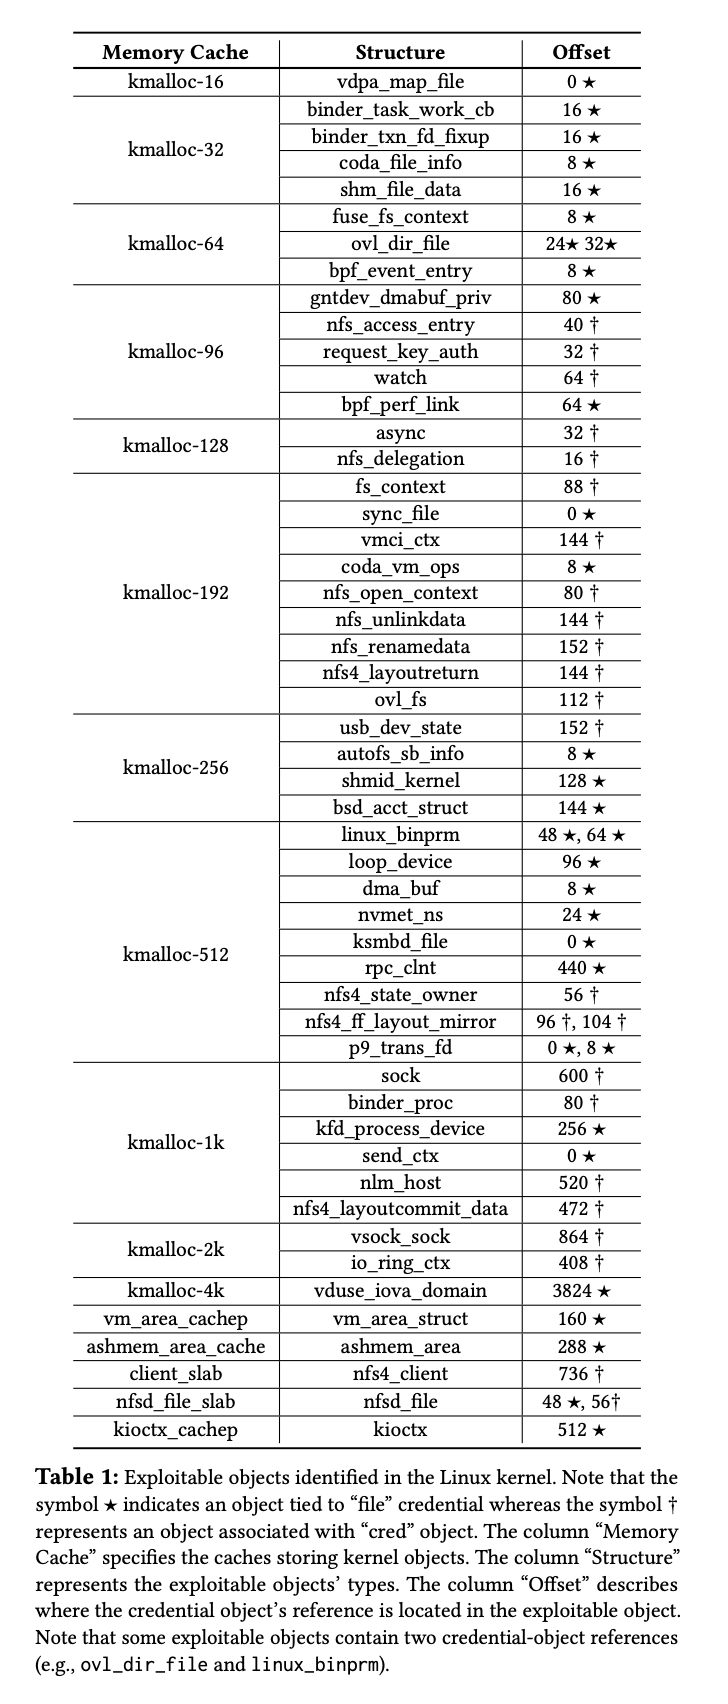 Memory Cache Structure Offset
kmalloc-16 vdpa_map_file 0 ★
kmalloc-32 binder_task_work_cb 16 ★
binder_txn_fd_fixup 16 ★
coda_file_info 8 ★
shm_file_data 16 ★
kmalloc-64 fuse_fs_context 8 ★
ovl_dir_file 24★ 32★
bpf_event_entry 8 ★
kmalloc-96 gntdev_dmabuf_priv 80 ★
nfs_access_entry 40 †
request_key_auth 32 †
watch 64 †
bpf_perf_link 64 ★
kmalloc-128 async 32 †
nfs_delegation 16 †
kmalloc-192 fs_context 88 †
sync_file 0 ★
vmci_ctx 144 †
coda_vm_ops 8 ★
nfs_open_context 80 †
nfs_unlinkdata 144 †
nfs_renamedata 152 †
nfs4_layoutreturn 144 †
ovl_fs 112 †
kmalloc-256 usb_dev_state 152 †
autofs_sb_info 8 ★
shmid_kernel 128 ★
bsd_acct_struct 144 ★
kmalloc-512 linux_binprm 48 ★, 64 ★
loop_device 96 ★
dma_buf 8 ★
nvmet_ns 24 ★
ksmbd_file 0 ★
rpc_clnt 440 ★
nfs4_state_owner 56 †
nfs4_ff_layout_mirror 96 †, 104 †
p9_trans_fd 0 ★, 8 ★
kmalloc-1k sock 600 †
binder_proc 80 †
kfd_process_device 256 ★
send_ctx 0 ★
nlm_host 520 †
nfs4_layoutcommit_data 472 †
kmalloc-2k vsock_sock 864 †
io_ring_ctx 408 †
kmalloc-4k vduse_iova_domain 3824 ★
vm_area_cachep vm_area_struct 160 ★
ashmem_area_cache ashmem_area 288 ★
client_slab nfs4_client 736 †
nfsd_file_slab nfsd_file 48 ★, 56†
kioctx_cachep kioctx 512 ★
Table 1: Exploitable objects identified in the Linux kernel. Note that the
symbol ★ indicates an object tied to “file” credential whereas the symbol †
represents an object associated with “cred” object. The column “Memory
Cache” specifies the caches storing kernel objects. The column “Structure”
represents the exploitable objects’ types. The column “Offset” describes
where the credential object’s reference is located in the exploitable object.
Note that some exploitable objects contain two credential-object references
(e.g., ovl_dir_file and linux_binprm).